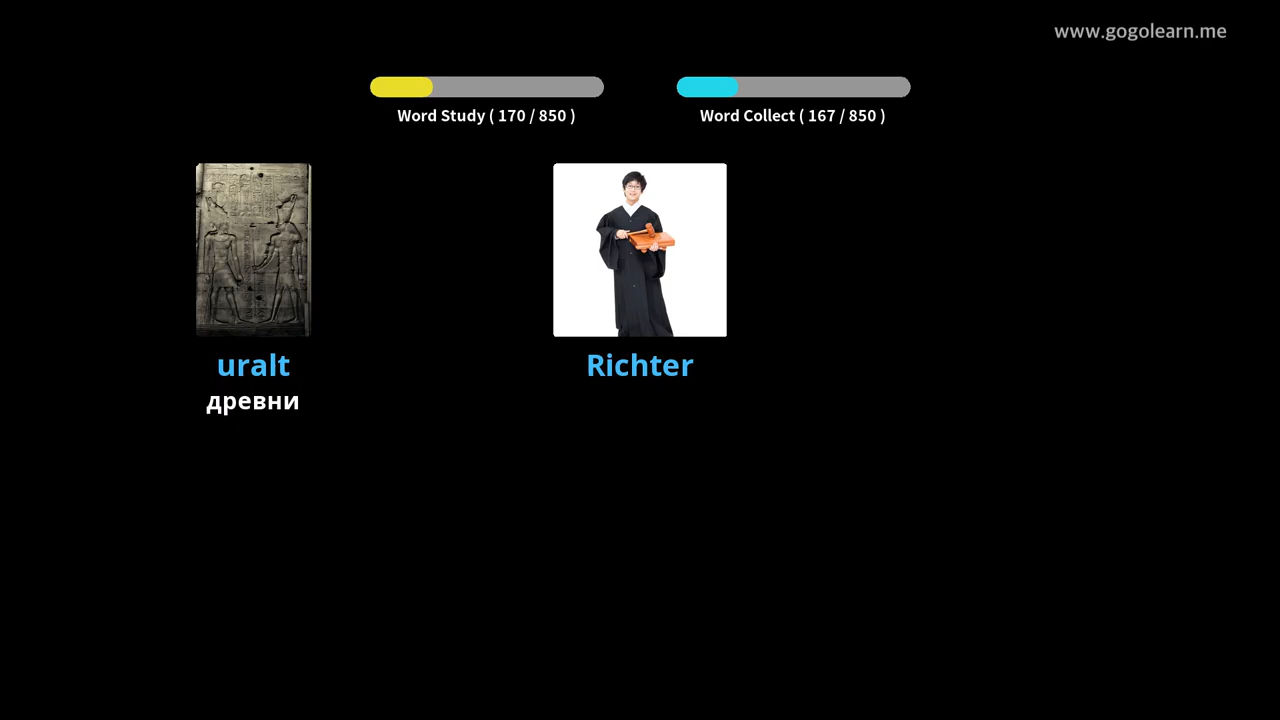 www.gogolearn.me
Word Study ( 170 / 850 )
Word Collect ( 167 / 850 )
uralt
древни
Richter